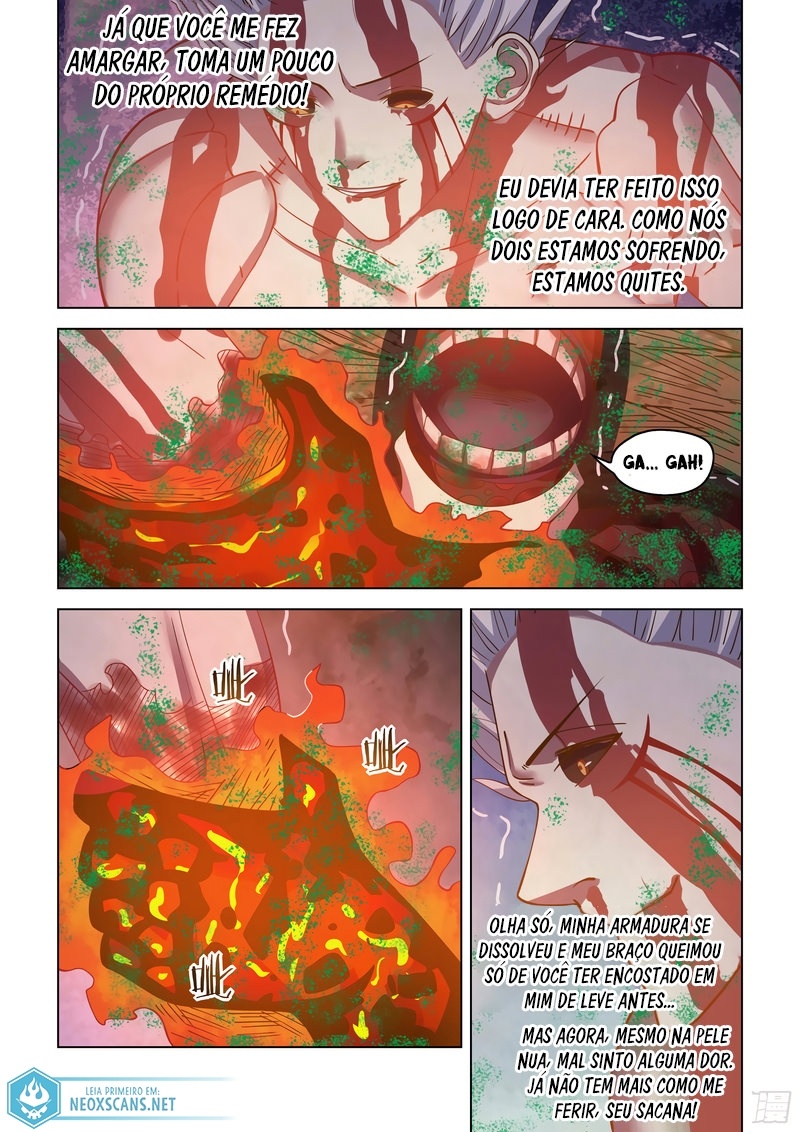 JÁ QUE VOCÊ ME FEZ
AMARGAR, TOMA UM POUCO
DO PRÓPRIO REMÉDIO!
EU DEVIA TER FEITO ISSO
LOGO DE CARA. COMO NÓS
DOIS ESTAMOS SOFRENDO,
ESTAMOS QUITES.
GA... GAH!
OLHA SÓ, MINHA ARMADURA SE
DISSOLVEU E MEU BRAÇO QUEIMOU
SÓ DE VOCÊ TER ENCOSTADO EM
MIM DE LEVE ANTES...
MAS AGORA, MESMO NA PELE
NUA, MAL SINTO ALGUMA DOR.
JÁ NÃO TEM MAIS COMO ME
FERIR, SEU SACANA!
LEIA PRIMEIRO EM:
NEOXSCANS.NET